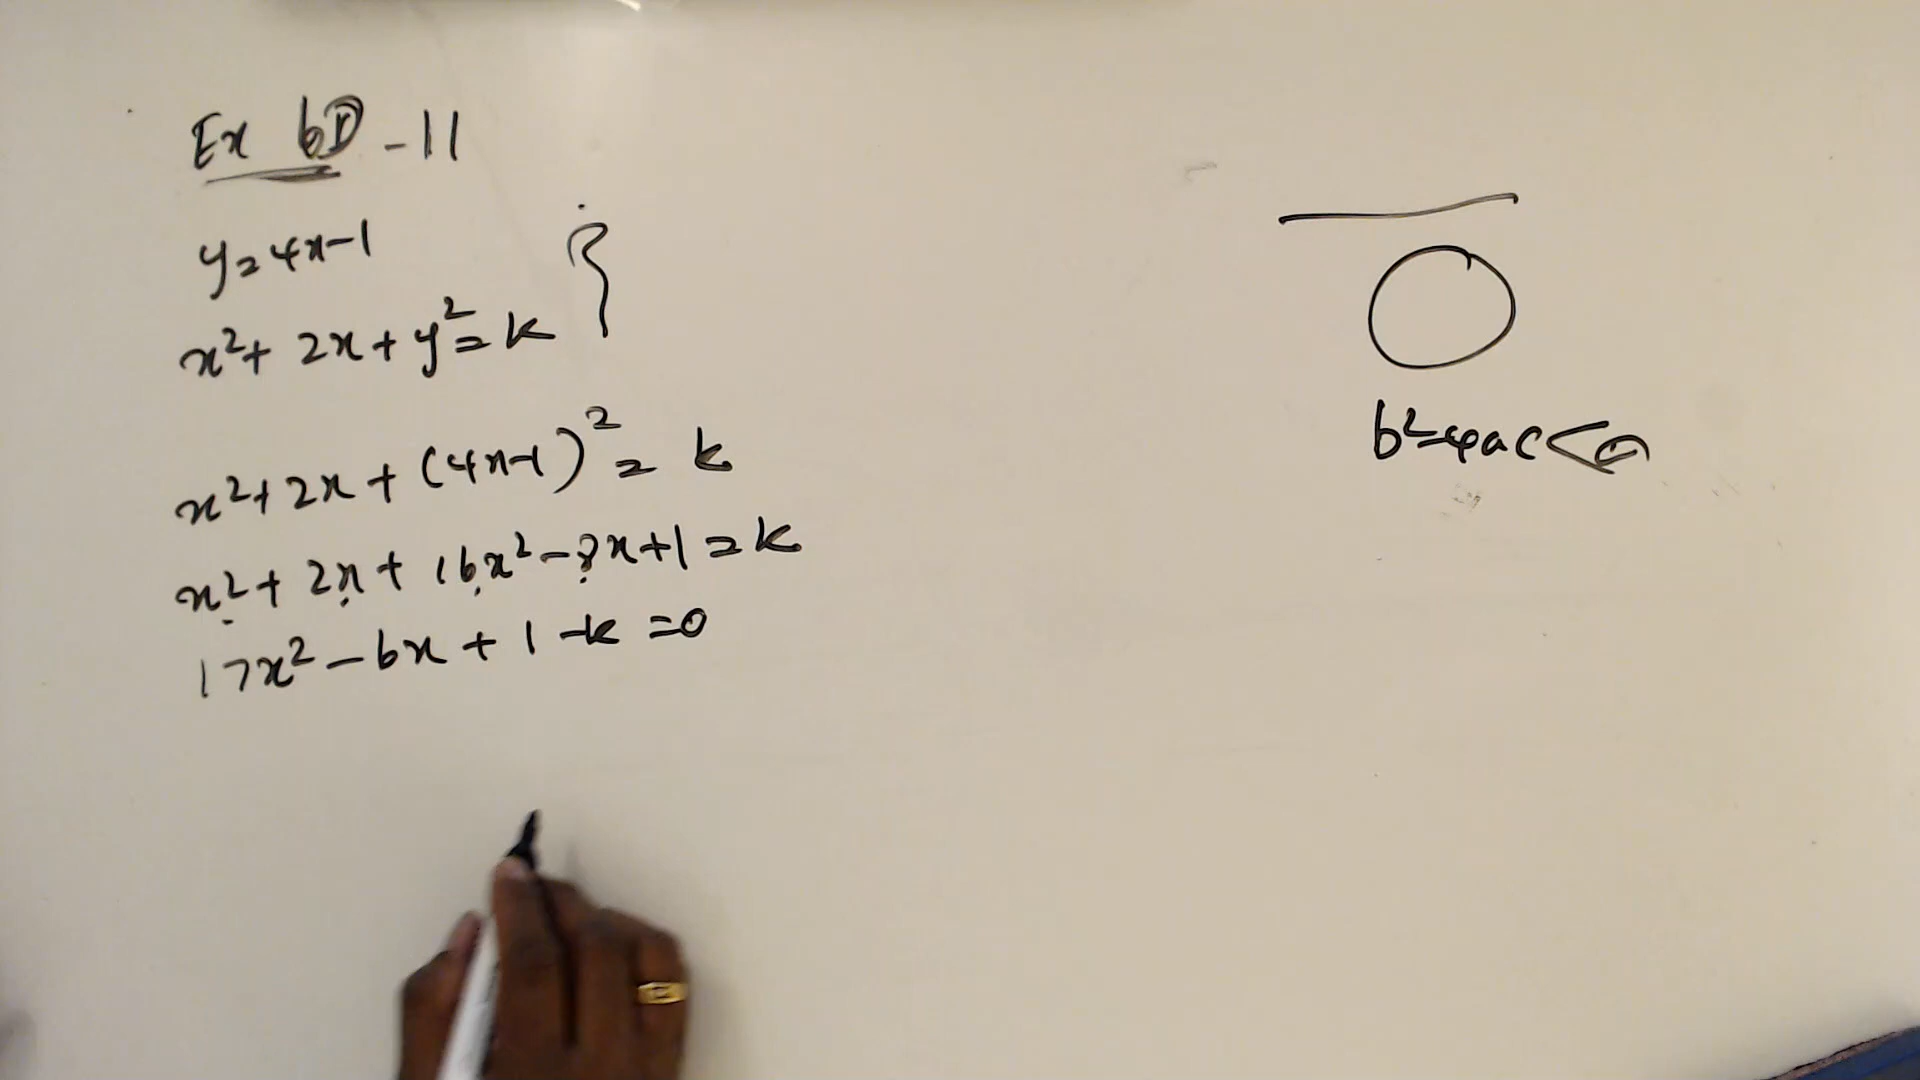 Ex 6D - 11
y = 4x - 1
x² + 2x + y² = k
x² + 2x + (4x-1)² = k
x² + 2x + 16x² - 8x + 1 = k
17x² - 6x + 1 - k = 0
b² - 4ac < 0